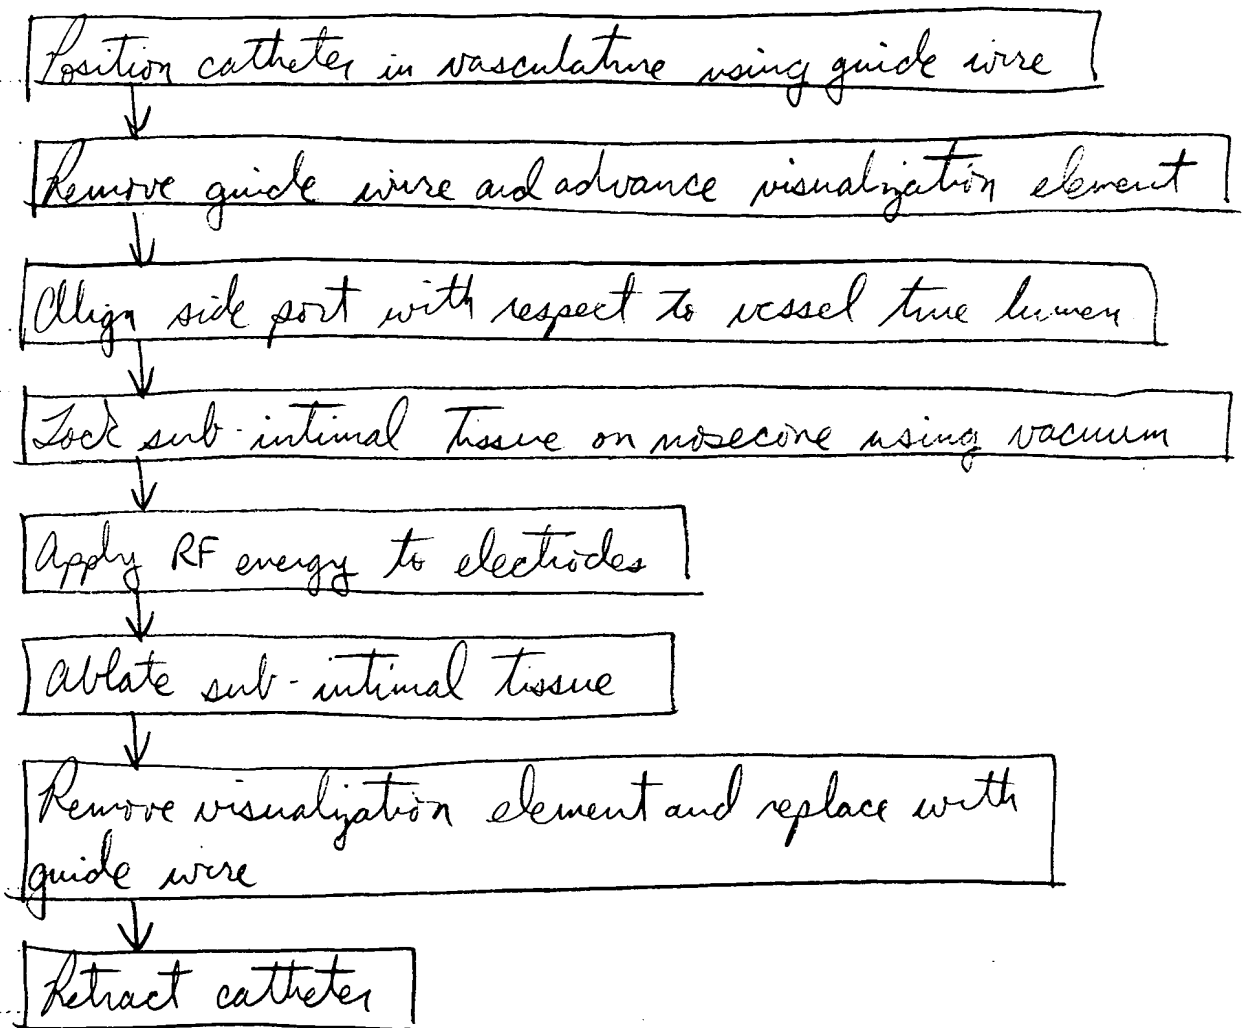 Position catheter in vasculature using guide wire
Remove guide wire and advance visualization element
Align side port with respect to vessel true lumen
Lock sub-intimal tissue on nosecone using vacuum
Apply RF energy to electrodes
Ablate sub-intimal tissue
Remove visualization element and replace with
guide wire
Retract catheter